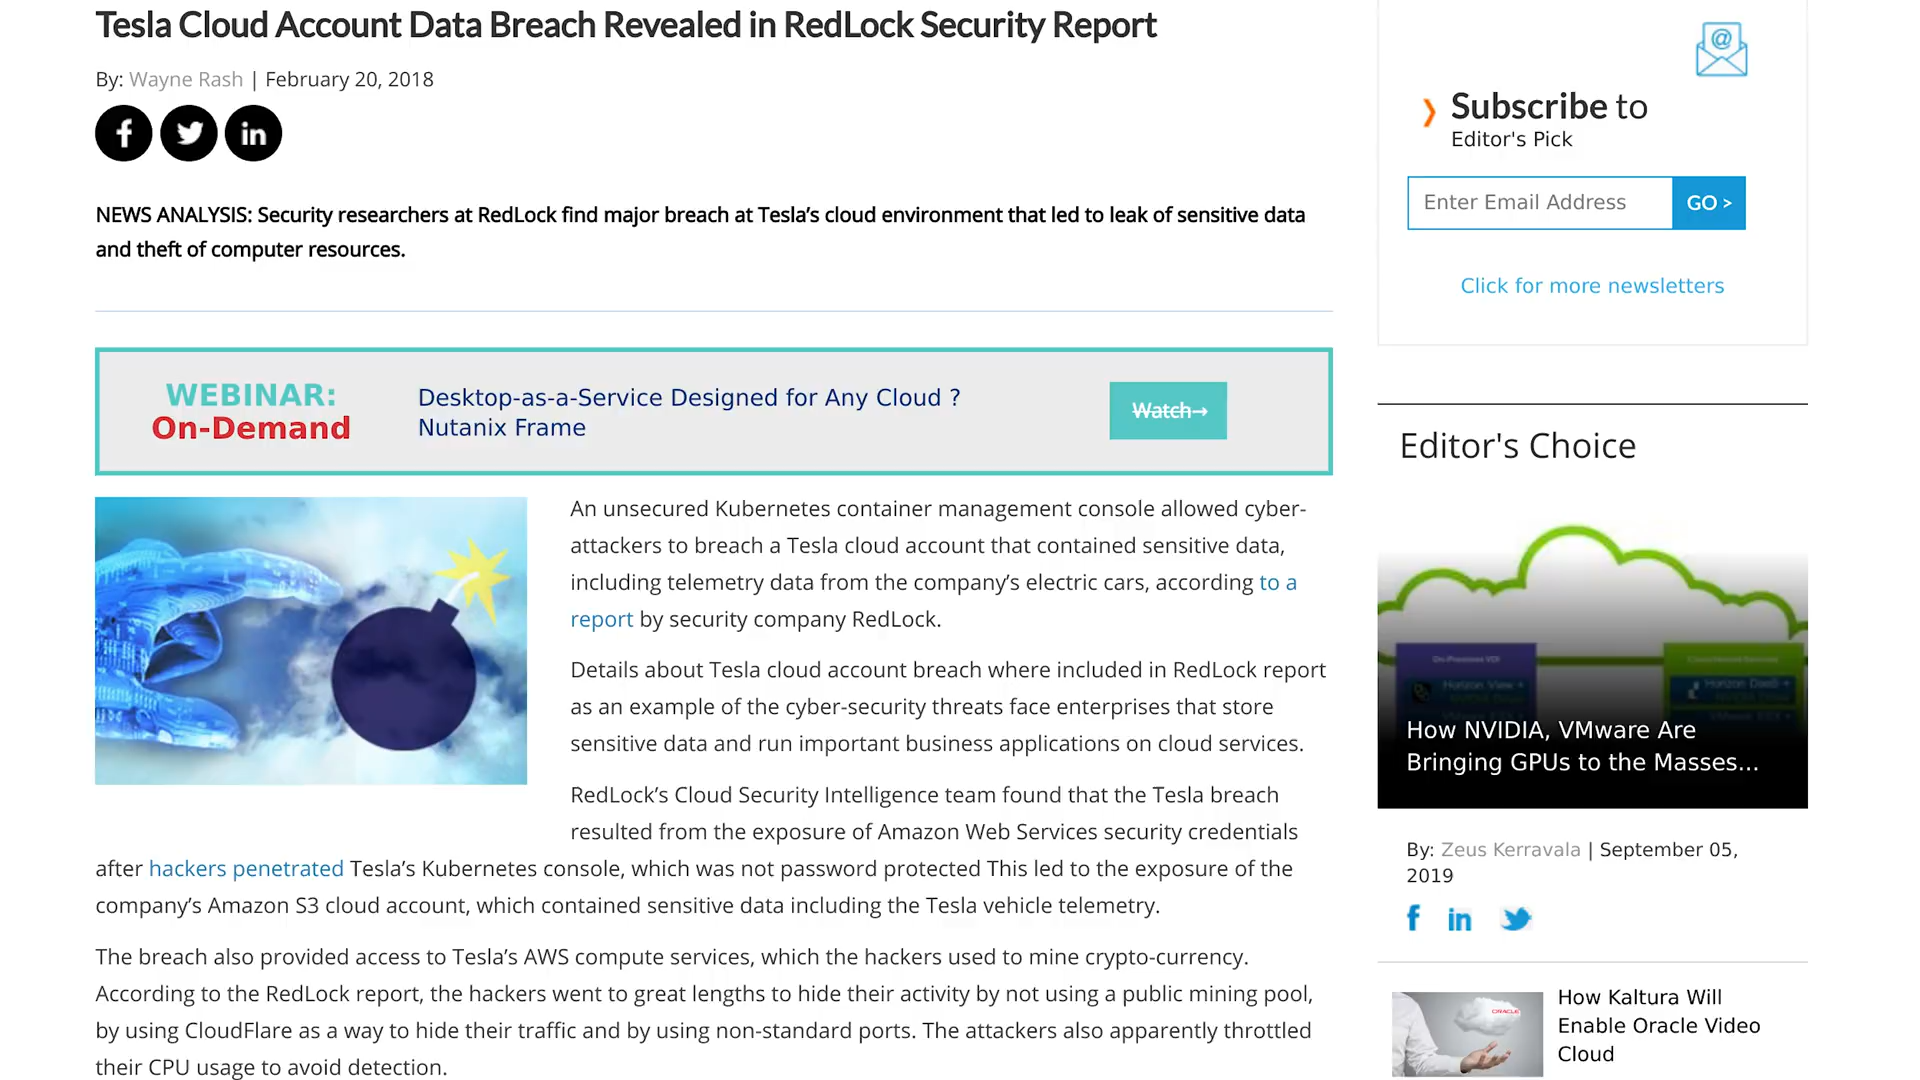 Tesla Cloud Account Data Breach Revealed in RedLock Security Report
By: Wayne Rash | February 20, 2018
NEWS ANALYSIS: Security researchers at RedLock find major breach at Tesla’s cloud environment that led to leak of sensitive data
and theft of computer resources.
WEBINAR:
On-Demand
Desktop-as-a-Service Designed for Any Cloud ?
Nutanix Frame
Watch→
An unsecured Kubernetes container management console allowed cyber-
attackers to breach a Tesla cloud account that contained sensitive data,
including telemetry data from the company’s electric cars, according to a
report by security company RedLock.
Details about Tesla cloud account breach where included in RedLock report
as an example of the cyber-security threats face enterprises that store
sensitive data and run important business applications on cloud services.
RedLock’s Cloud Security Intelligence team found that the Tesla breach
resulted from the exposure of Amazon Web Services security credentials
after hackers penetrated Tesla’s Kubernetes console, which was not password protected This led to the exposure of the
company’s Amazon S3 cloud account, which contained sensitive data including the Tesla vehicle telemetry.
The breach also provided access to Tesla’s AWS compute services, which the hackers used to mine crypto-currency.
According to the RedLock report, the hackers went to great lengths to hide their activity by not using a public mining pool,
by using CloudFlare as a way to hide their traffic and by using non-standard ports. The attackers also apparently throttled
their CPU usage to avoid detection.
Subscribe to
Editor's Pick
Enter Email Address
GO >
Click for more newsletters
Editor's Choice
On-Premises VDI
Horizon View +
Horizon DaaS +
How NVIDIA, VMware Are
Bringing GPUs to the Masses...
By: Zeus Kerravala | September 05,
2019
ORACLE
How Kaltura Will
Enable Oracle Video
Cloud